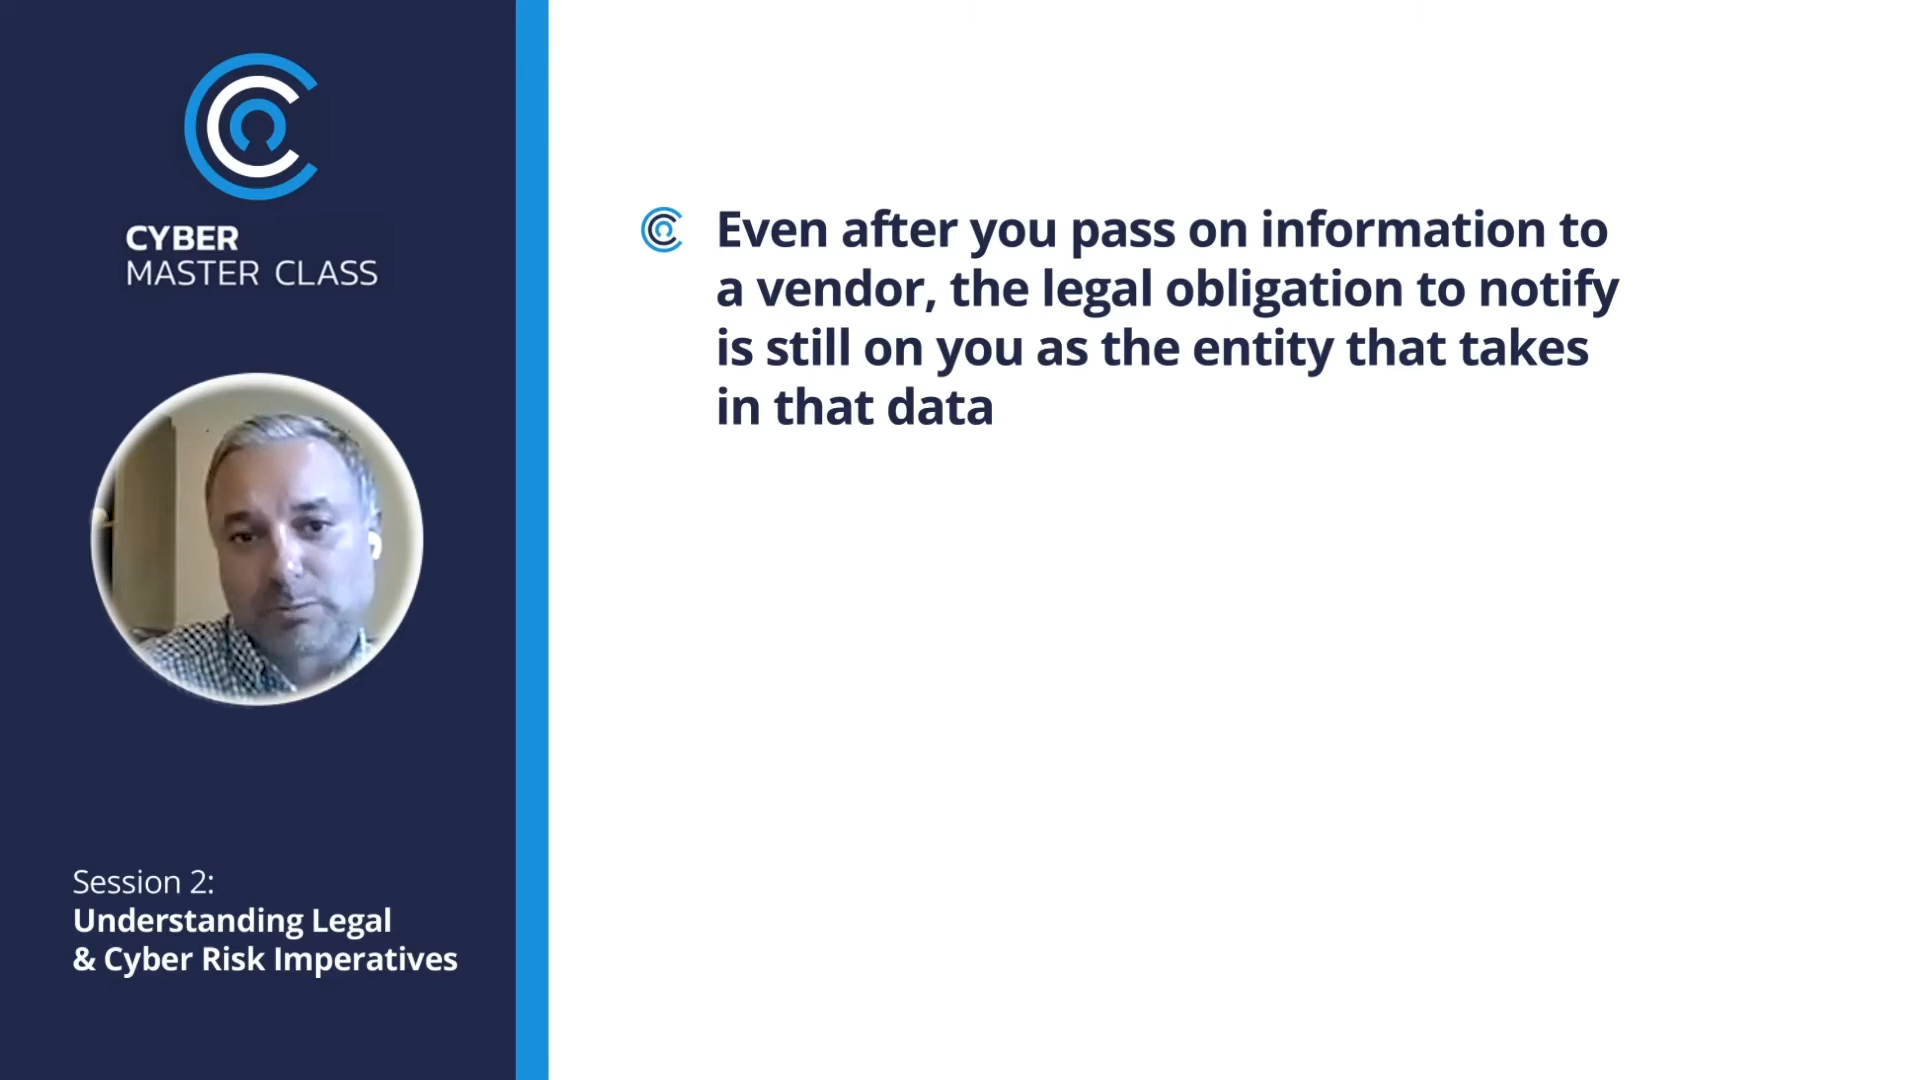 CYBER
MASTER CLASS
Session 2:
Understanding Legal
& Cyber Risk Imperatives
Even after you pass on information to
a vendor, the legal obligation to notify
is still on you as the entity that takes
in that data